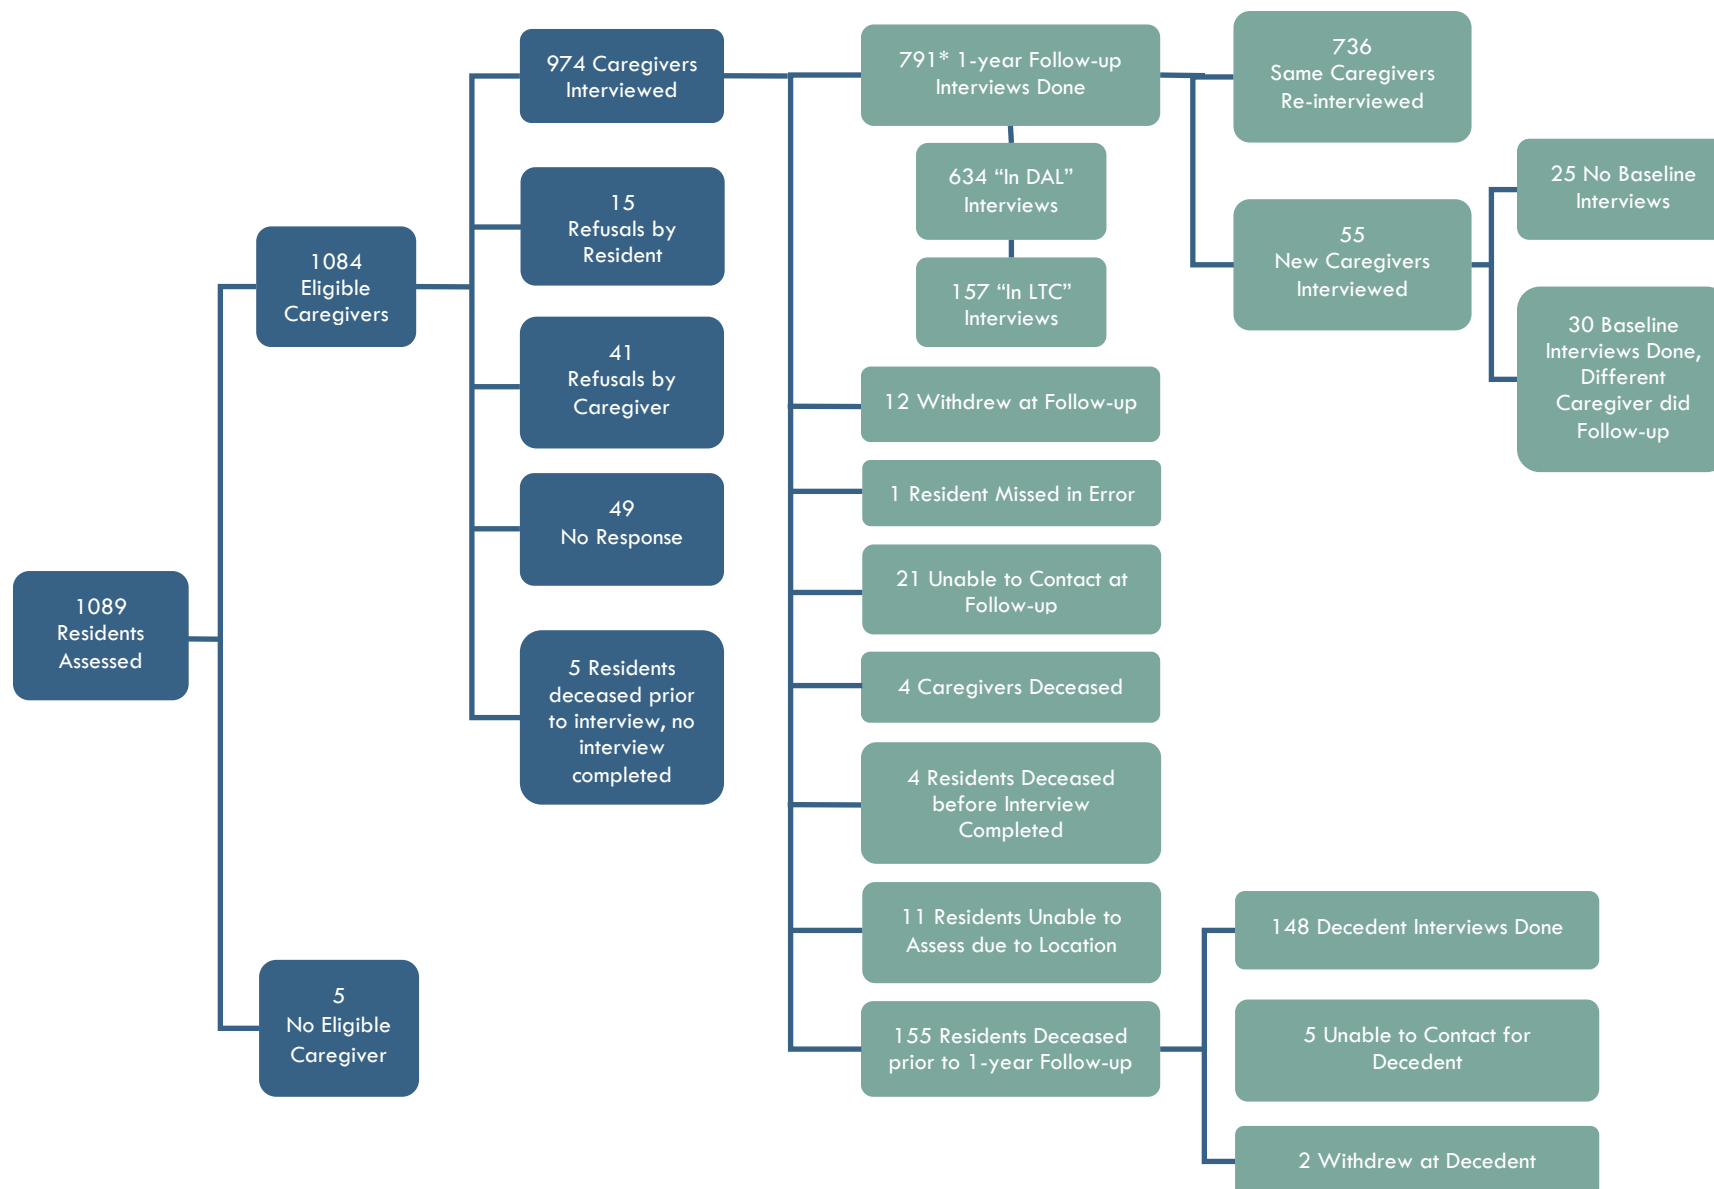 1089
Residents
Assessed
1084
Eligible
Caregivers
5
No Eligible
Caregiver
974 Caregivers
Interviewed
15
Refusals by
Resident
41
Refusals by
Caregiver
49
No Response
5 Residents
deceased prior
to interview, no
interview
completed
791* 1-year Follow-up
Interviews Done
634 “In DAL”
Interviews
157 “In LTC”
Interviews
12 Withdrew at Follow-up
1 Resident Missed in Error
21 Unable to Contact at
Follow-up
4 Caregivers Deceased
4 Residents Deceased
before Interview
Completed
11 Residents Unable to
Assess due to Location
155 Residents Deceased
prior to 1-year Follow-up
736
Same Caregivers
Re-interviewed
55
New Caregivers
Interviewed
25 No Baseline
Interviews
30 Baseline
Interviews Done,
Different
Caregiver did
Follow-up
148 Decedent Interviews Done
5 Unable to Contact for
Decedent
2 Withdrew at Decedent